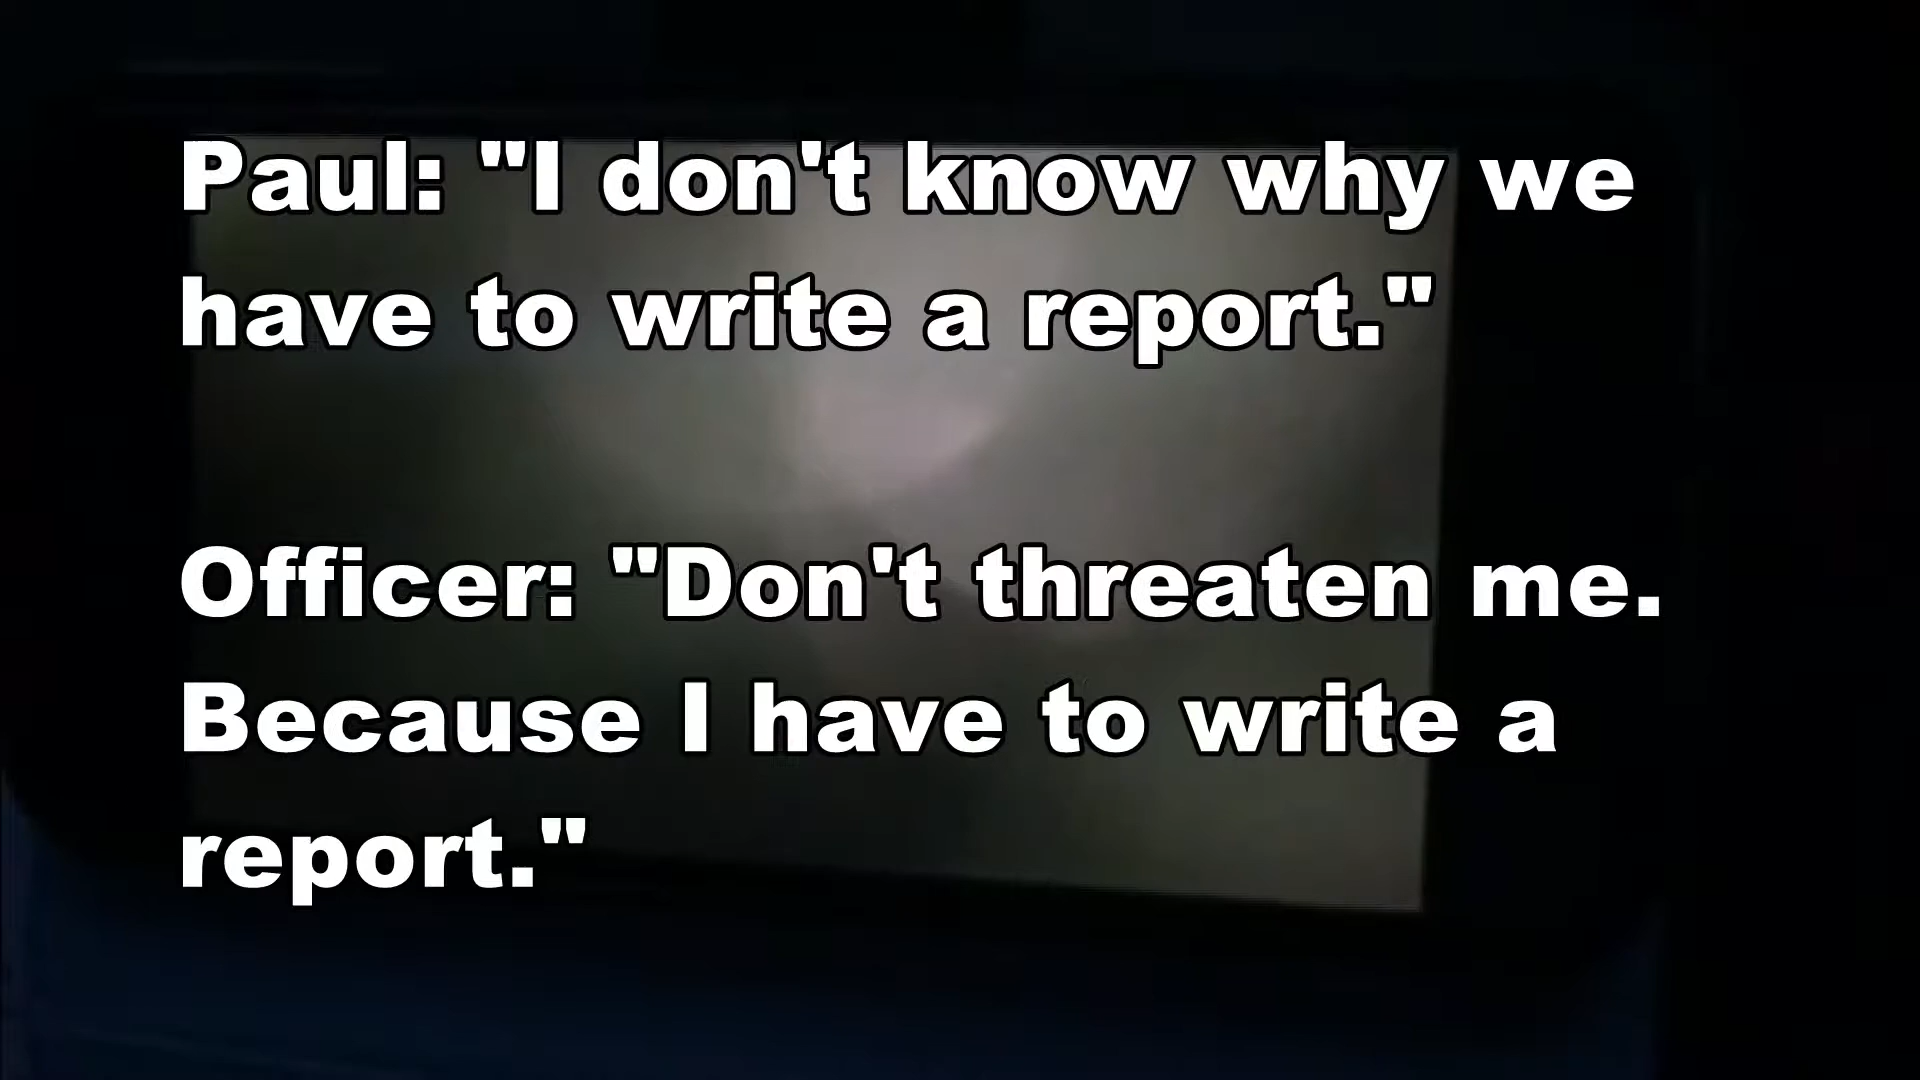 Paul: "I don't know why we
have to write a report."
Officer: "Don't threaten me.
Because I have to write a
report."